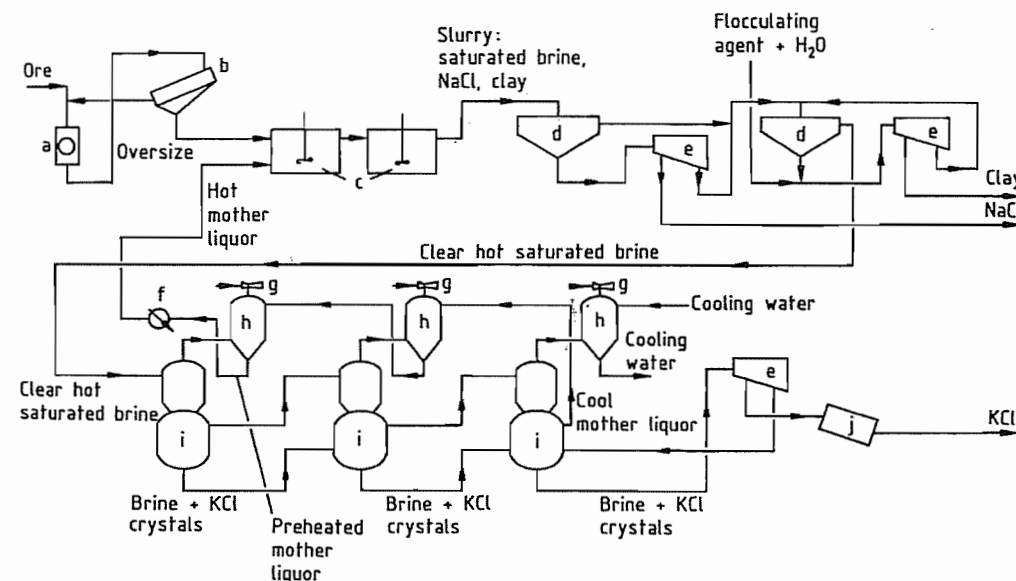 Flocculating
agent + H₂O
Slurry:
saturated brine,
NaCl, clay
Ore
b
a
Oversize
c
d
e
d
e
Clay
NaCl
Hot
mother
liquor
Clear hot saturated brine
f
g
g
g
h
h
h
Cooling water
Cooling
water
Clear hot
saturated brine
Cool
mother liquor
e
j
KCl
i
i
i
Brine + KCl
crystals
Brine + KCl
crystals
Brine + KCl
crystals
Preheated
mother
liquor